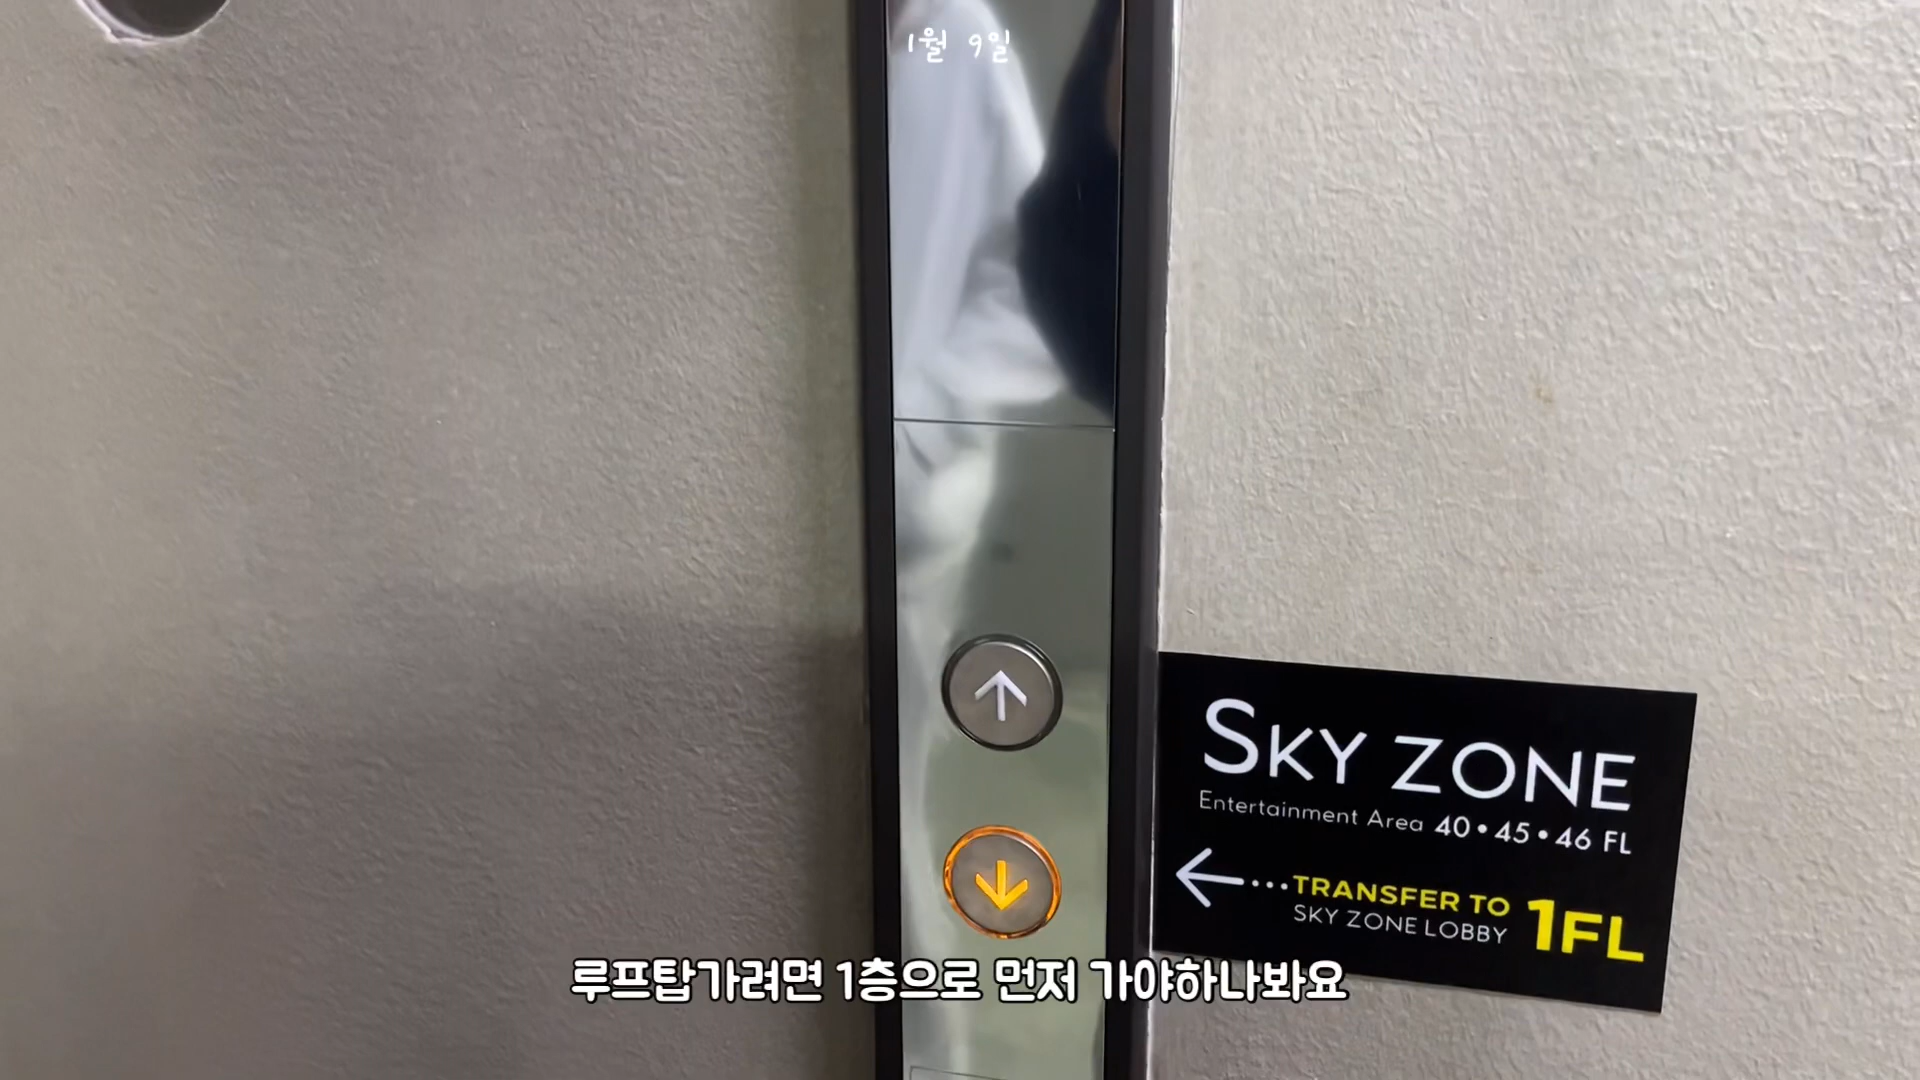 1월 9일
SKY ZONE
Entertainment Area 40•45•46 FL
TRANSFER TO
SKY ZONE LOBBY
1FL
루프탑가려면 1층으로 먼저 가야하나봐요